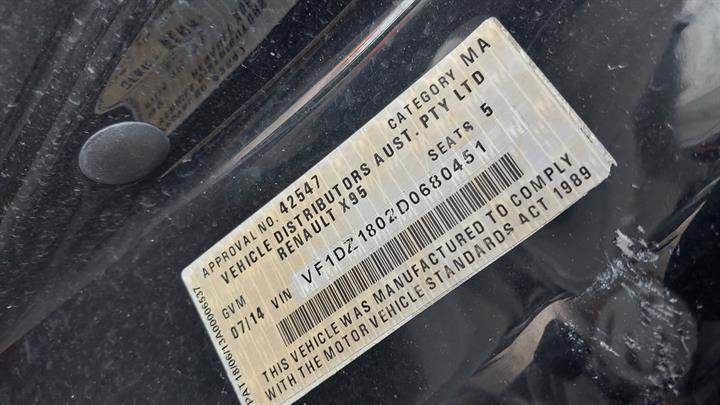 APPROVAL NO. 42547 CATEGORY MA
VEHICLE DISTRIBUTORS AUST. PTY LTD
RENAULT X95 SEATS 5
GVM
07/14 VIN VF1DZ1802D0680451
THIS VEHICLE WAS MANUFACTURED TO COMPLY
WITH THE MOTOR VEHICLE STANDARDS ACT 1989